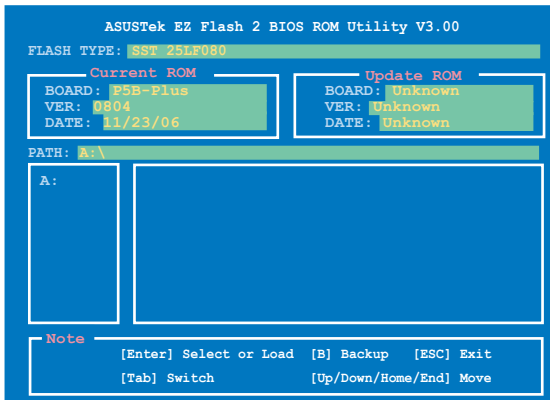 ASUSTek EZ Flash 2 BIOS ROM Utility V3.00
FLASH TYPE: SST 25LF080
Current ROM
BOARD: P5B-Plus
VER: 0804
DATE: 11/23/06
Update ROM
BOARD: Unknown
VER: Unknown
DATE: Unknown
PATH: A:\
A:
Note
[Enter] Select or Load [B] Backup [ESC] Exit
[Tab] Switch [Up/Down/Home/End] Move